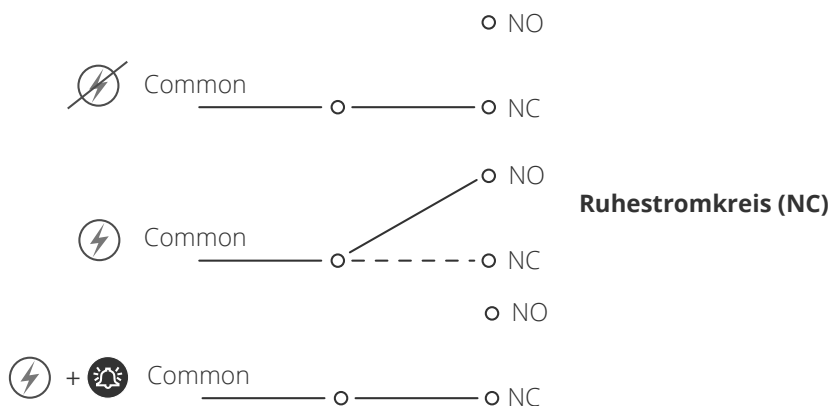 NO
Common
NC
NO
Ruhestromkreis (NC)
Common
NC
NO
+ Common
NC